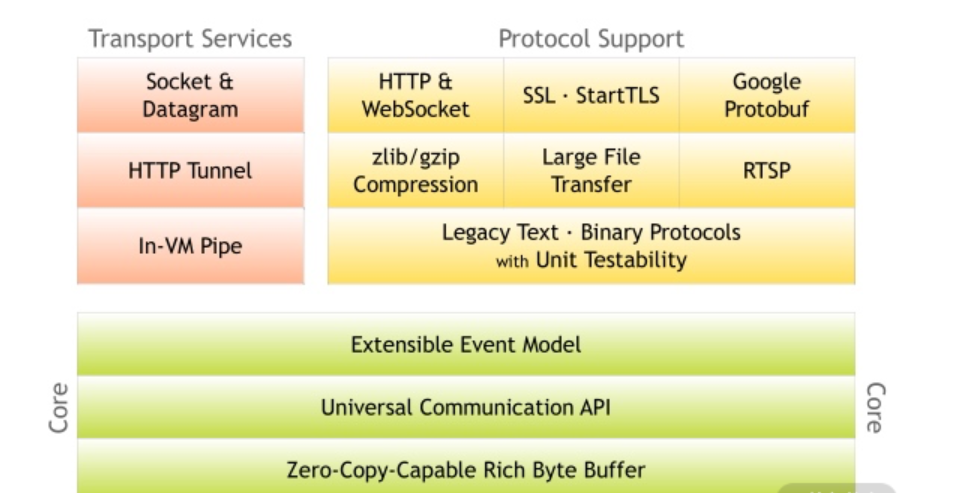 Transport Services
Socket &
Datagram
HTTP Tunnel
In-VM Pipe
Protocol Support
HTTP &
WebSocket
SSL · StartTLS
Google
Protobuf
zlib/gzip
Compression
Large File
Transfer
RTSP
Legacy Text · Binary Protocols
with Unit Testability
Core
Extensible Event Model
Universal Communication API
Zero-Copy-Capable Rich Byte Buffer
Core